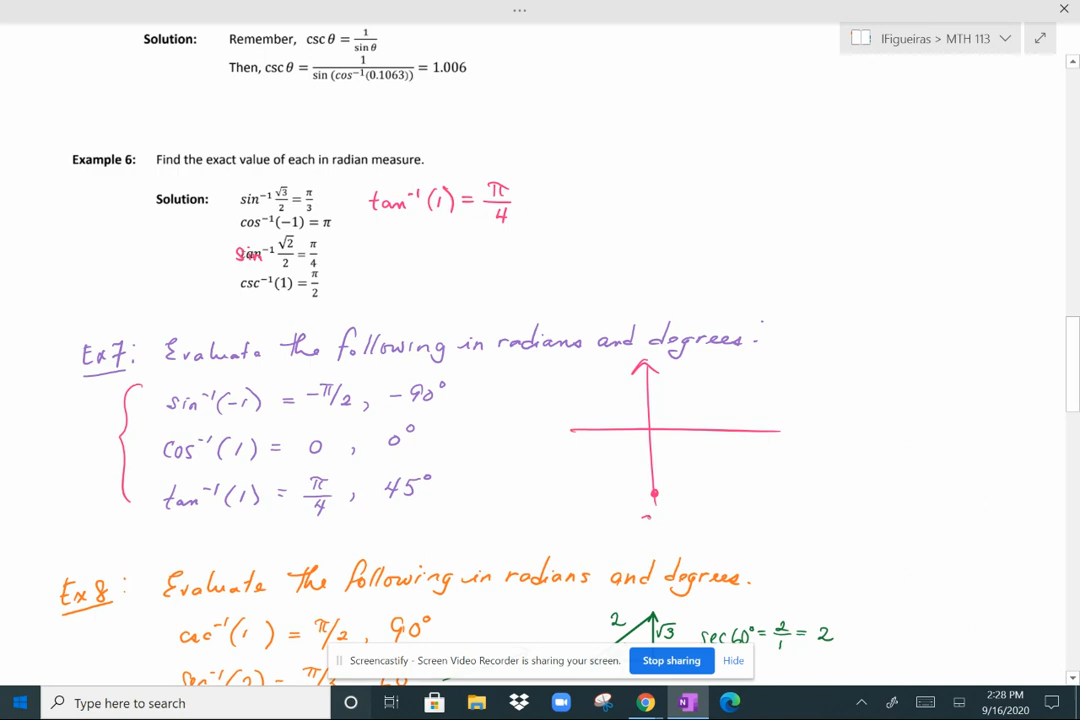 ...
IFigueiras > MTH 113
Solution: Remember, csc θ = 1/sin θ
Then, csc θ = 1/sin (cos⁻¹(0.1063)) = 1.006
Example 6: Find the exact value of each in radian measure.
Solution: sin⁻¹ √3/2 = π/3
tan⁻¹(1) = π/4
cos⁻¹(−1) = π
sin⁻¹ √2/2 = π/4
csc⁻¹(1) = π/2
Ex7: Evaluate the following in radians and degrees:
sin⁻¹(-1) = -π/2, -90°
cos⁻¹(1) = 0, 0°
tan⁻¹(1) = π/4, 45°
Ex 8: Evaluate the following in radians and degrees.
csc⁻¹(1) = π/2, 90°
2 √3 sec60° = 2/1 = 2
Screencastify - Screen Video Recorder is sharing your screen. Stop sharing Hide
Type here to search
2:28 PM
9/16/2020